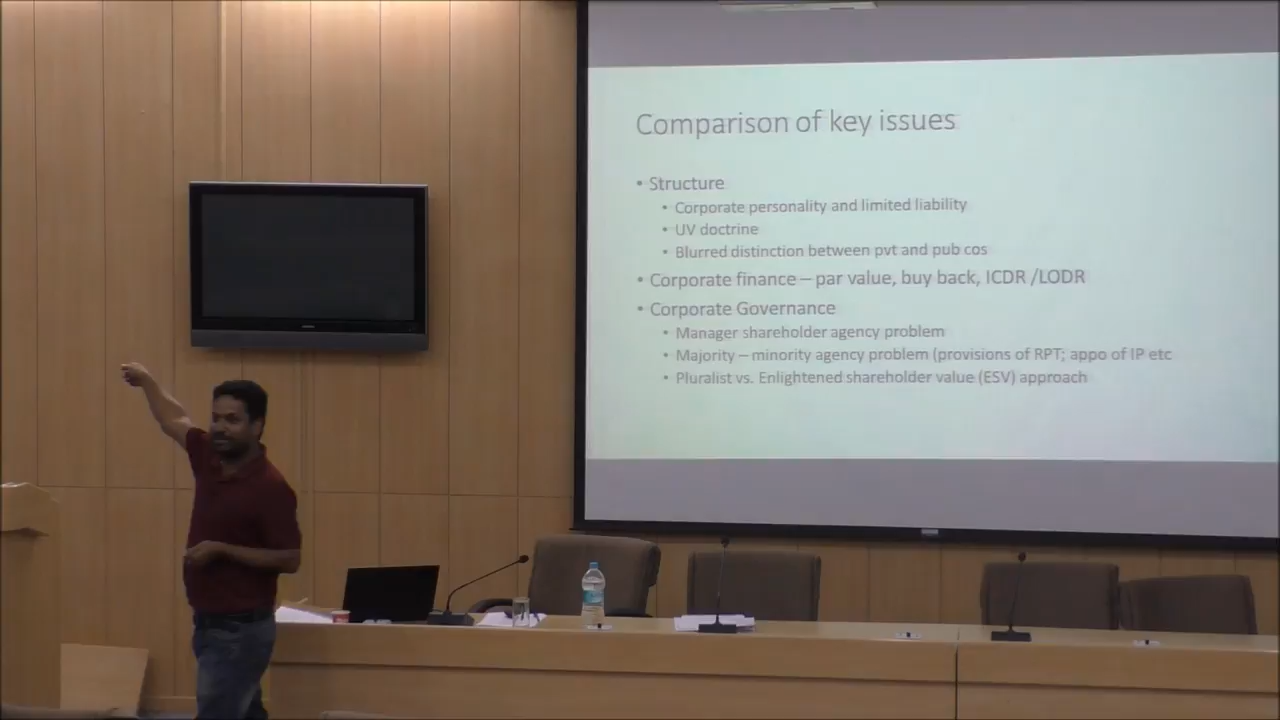 Comparison of key issues
• Structure
• Corporate personality and limited liability
• UV doctrine
• Blurred distinction between pvt and pub cos
• Corporate finance – par value, buy back, ICDR /LODR
• Corporate Governance
• Manager shareholder agency problem
• Majority – minority agency problem (provisions of RPT; appo of IP etc
• Pluralist vs. Enlightened shareholder value (ESV) approach